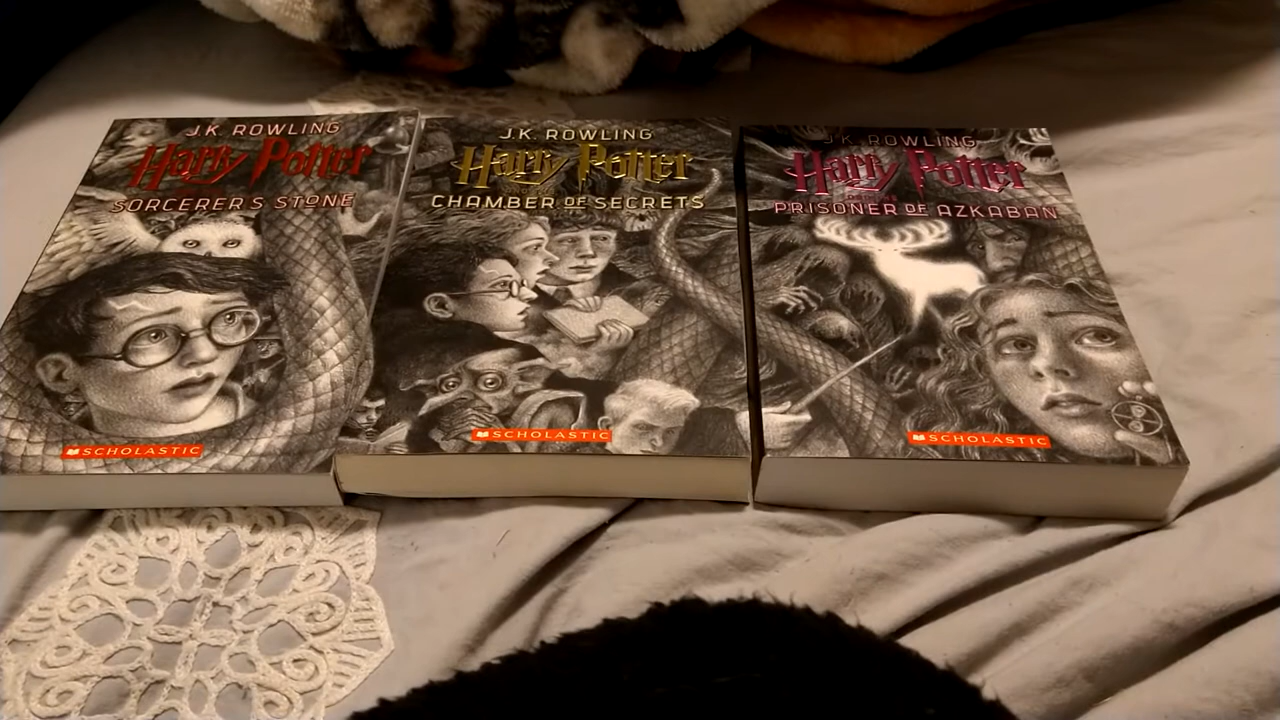 J.K. ROWLING
Harry Potter
SORCERER'S STONE
SCHOLASTIC
J.K. ROWLING
Harry Potter
CHAMBER OF SECRETS
SCHOLASTIC
J.K. ROWLING
Harry Potter
PRISONER OF AZKABAN
SCHOLASTIC